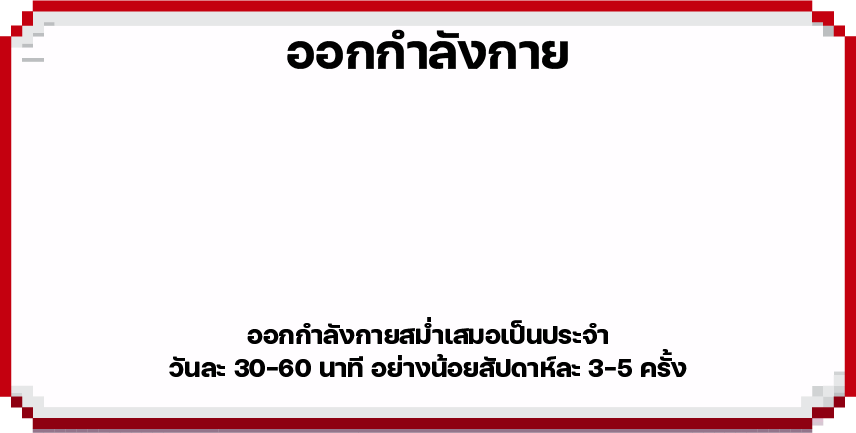 ออกกำลังกาย
ออกกำลังกายสม่ำเสมอเป็นประจำ
วันละ 30-60 นาที อย่างน้อยสัปดาห์ละ 3-5 ครั้ง